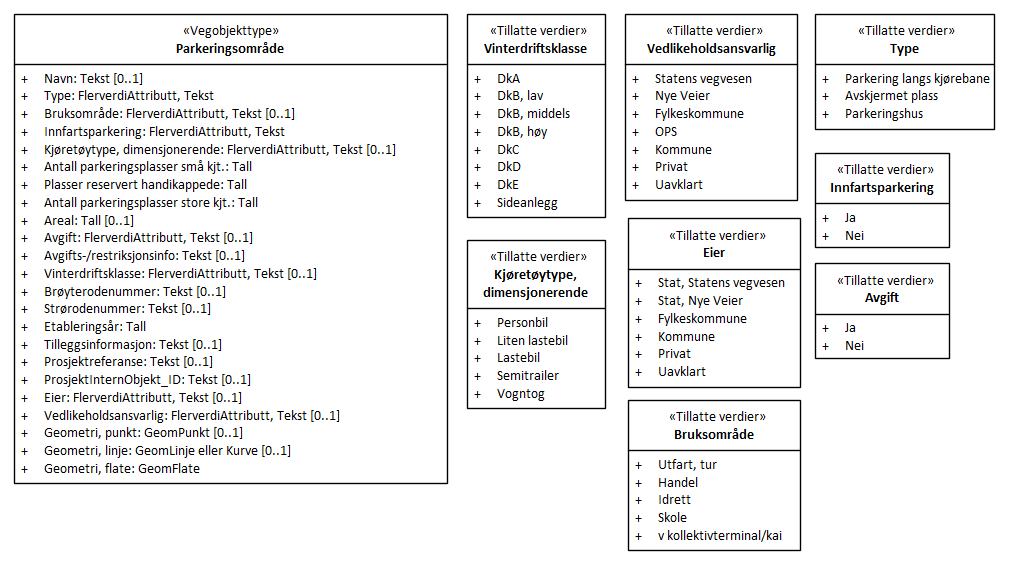 «Vegobjekttype»
Parkeringsområde
+ Navn: Tekst [0..1]
+ Type: FlerverdiAttributt, Tekst
+ Bruksområde: FlerverdiAttributt, Tekst [0..1]
+ Innfartsparkering: FlerverdiAttributt, Tekst
+ Kjøretøytype, dimensjonerende: FlerverdiAttributt, Tekst [0..1]
+ Antall parkeringsplasser små kjt.: Tall
+ Plasser reservert handikappede: Tall
+ Antall parkeringsplasser store kjt.: Tall
+ Areal: Tall [0..1]
+ Avgift: FlerverdiAttributt, Tekst [0..1]
+ Avgifts-/restriksjonsinfo: Tekst [0..1]
+ Vinterdriftsklasse: FlerverdiAttributt, Tekst [0..1]
+ Brøyterodenummer: Tekst [0..1]
+ Strørodenummer: Tekst [0..1]
+ Etableringsår: Tall
+ Tilleggsinformasjon: Tekst [0..1]
+ Prosjektreferanse: Tekst [0..1]
+ ProsjektInternObjekt_ID: Tekst [0..1]
+ Eier: FlerverdiAttributt, Tekst [0..1]
+ Vedlikeholdsansvarlig: FlerverdiAttributt, Tekst [0..1]
+ Geometri, punkt: GeomPunkt [0..1]
+ Geometri, linje: GeomLinje eller Kurve [0..1]
+ Geometri, flate: GeomFlate
«Tillatte verdier»
Vinterdriftsklasse
+ DkA
+ DkB, lav
+ DkB, middels
+ DkB, høy
+ DkC
+ DkD
+ DkE
+ Sideanlegg
«Tillatte verdier»
Kjøretøytype,
dimensjonerende
+ Personbil
+ Liten lastebil
+ Lastebil
+ Semitrailer
+ Vogntog
«Tillatte verdier»
Vedlikeholdsansvarlig
+ Statens vegvesen
+ Nye Veier
+ Fylkeskommune
+ OPS
+ Kommune
+ Privat
+ Uavklart
«Tillatte verdier»
Eier
+ Stat, Statens vegvesen
+ Stat, Nye Veier
+ Fylkeskommune
+ Kommune
+ Privat
+ Uavklart
«Tillatte verdier»
Bruksområde
+ Utfart, tur
+ Handel
+ Idrett
+ Skole
+ v kollektivterminal/kai
«Tillatte verdier»
Type
+ Parkering langs kjørebane
+ Avskjermet plass
+ Parkeringshus
«Tillatte verdier»
Innfartsparkering
+ Ja
+ Nei
«Tillatte verdier»
Avgift
+ Ja
+ Nei